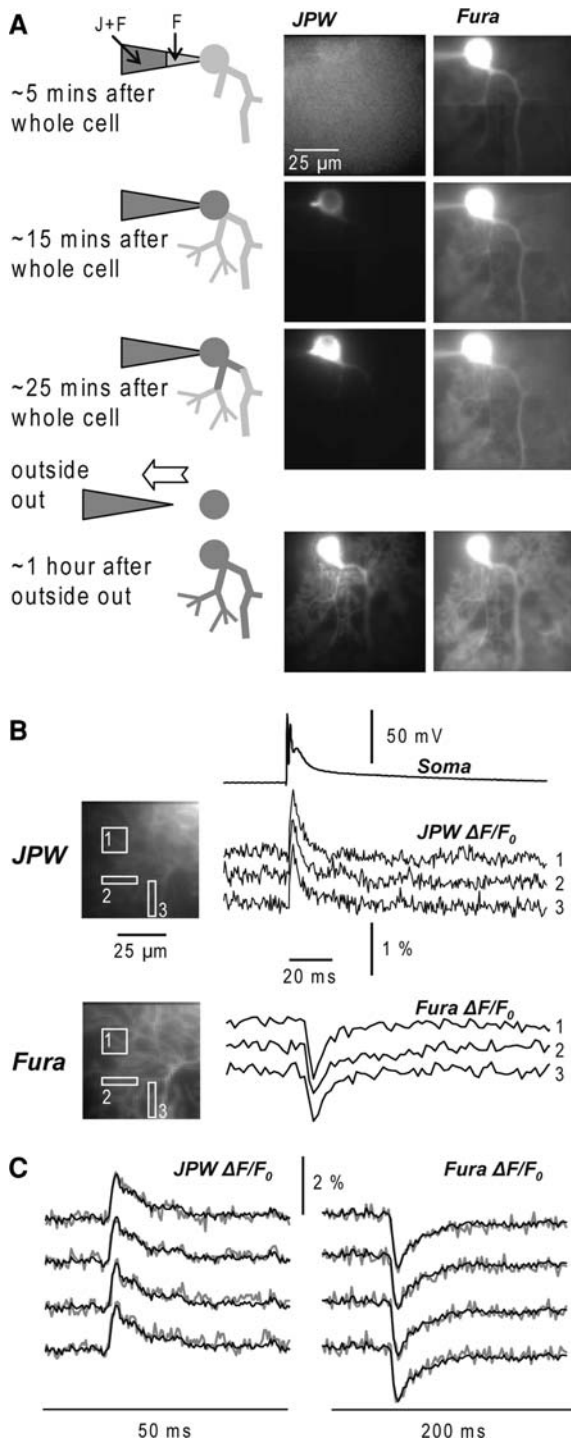 A
J+F
F
JPW
Fura
~5 mins after
whole cell
25 µm
~15 mins after
whole cell
~25 mins after
whole cell
outside
out
~1 hour after
outside out
B
50 mV
Soma
JPW
1
2
3
25 µm
JPW ΔF/F₀
1
2
3
20 ms
1 %
Fura
1
2
3
Fura ΔF/F₀
1
2
3
C
JPW ΔF/F₀
2 %
Fura ΔF/F₀
50 ms
200 ms